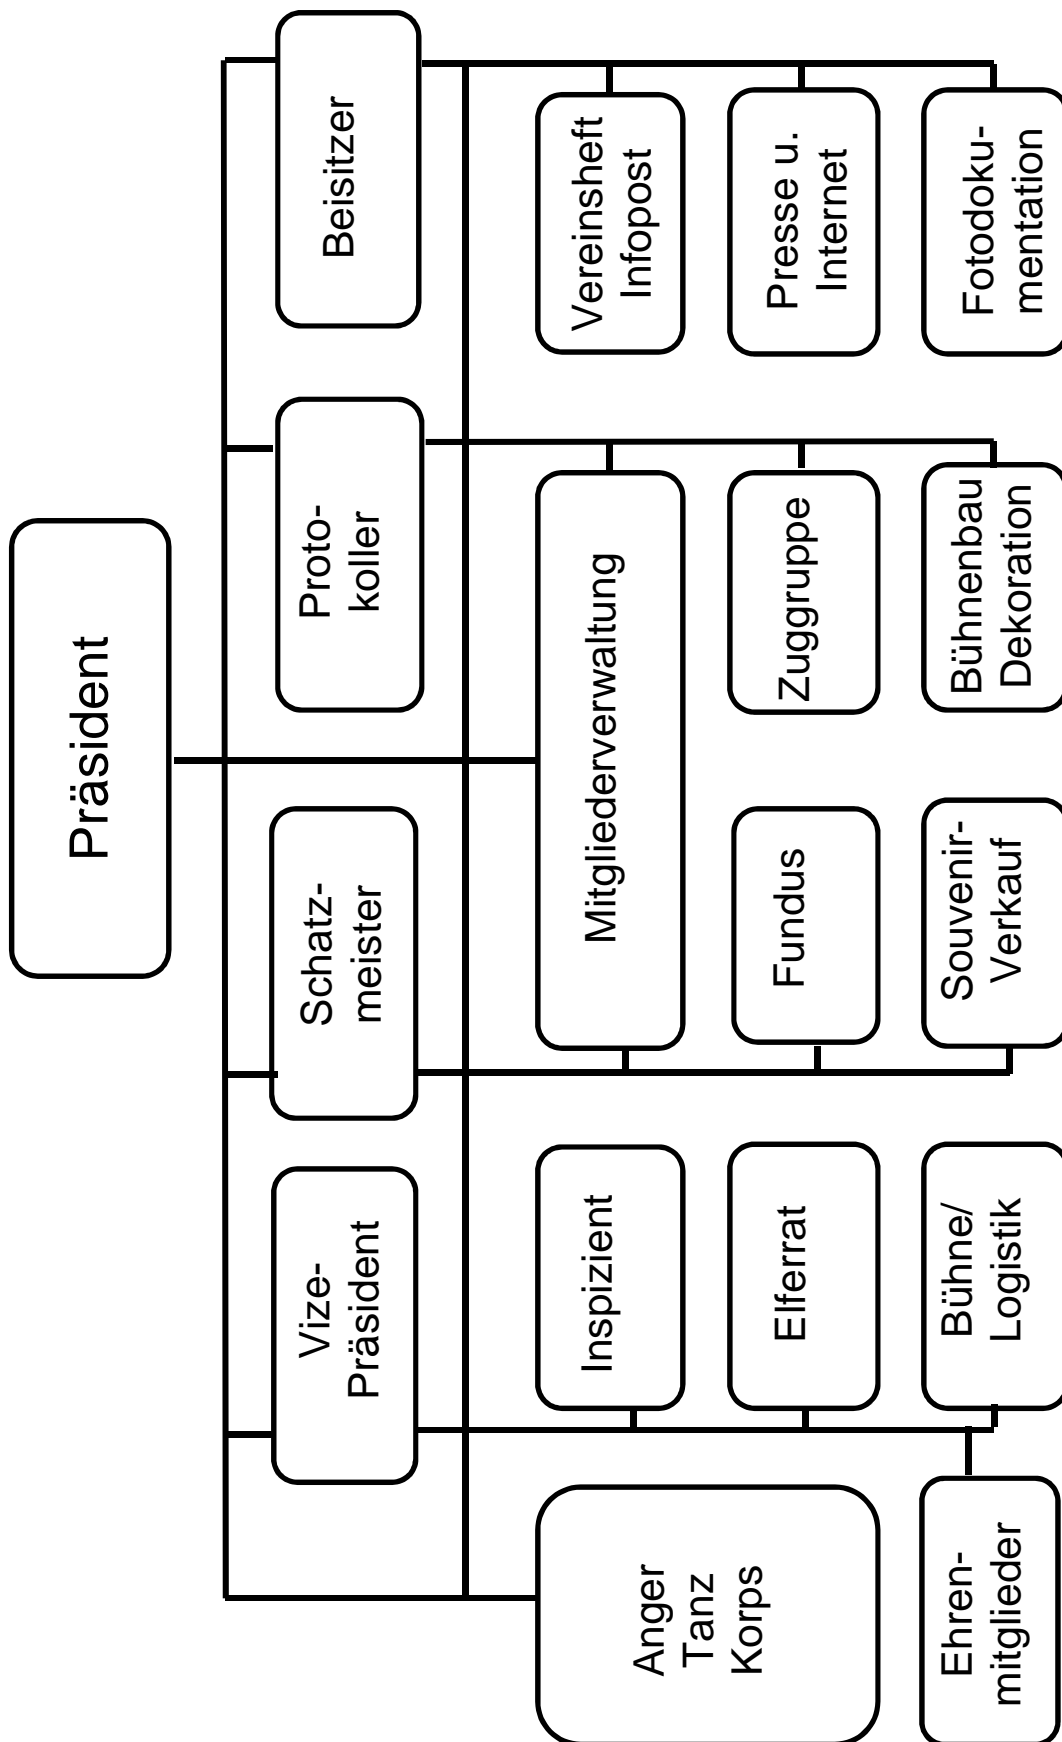 Präsident
Vize-
Präsident
Schatz-
meister
Proto-
koller
Beisitzer
Anger
Tanz
Korps
Inspizient
Mitgliederverwaltung
Vereinsheft
Infopost
Elferrat
Fundus
Zuggruppe
Presse u.
Internet
Ehren-
mitglieder
Bühne/
Logistik
Souvenir-
Verkauf
Bühnenbau
Dekoration
Fotodoku-
mentation